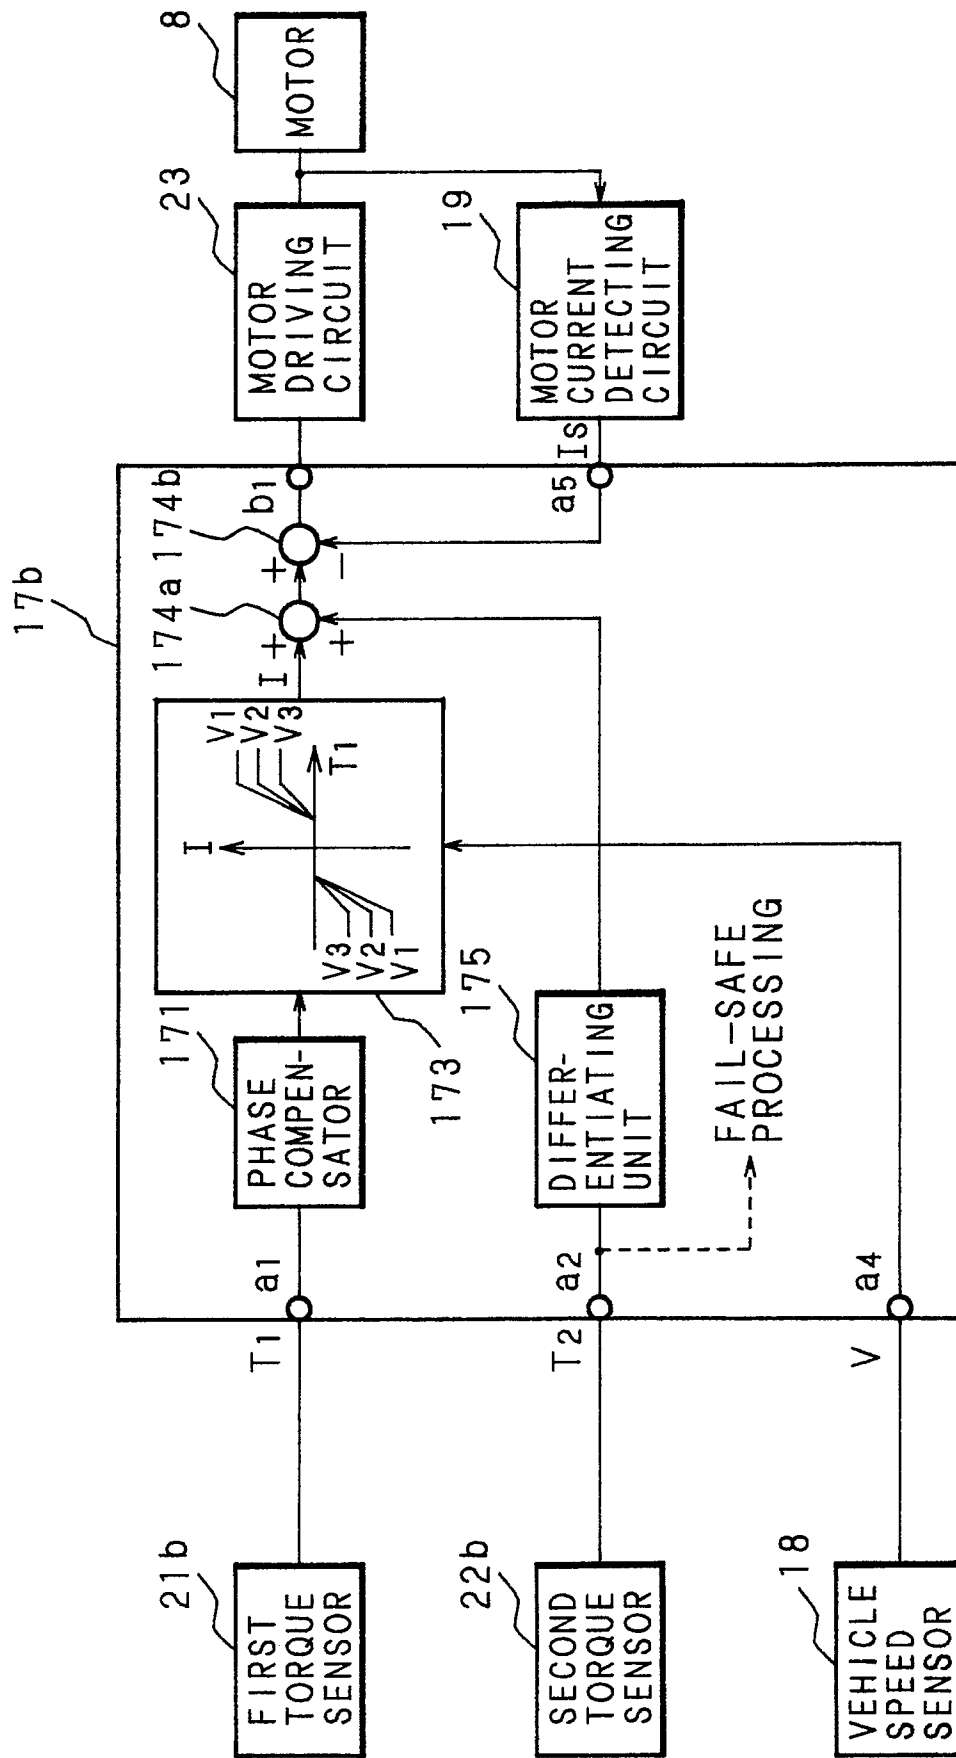 17b
21b
FIRST
TORQUE
SENSOR
T1
a1
171
PHASE
COMPEN-
SATOR
173
I
T1
V1
V2
V3
V3
V2
V1
I
+
+
174a
+
-
174b
b1
23
MOTOR
DRIVING
CIRCUIT
8
MOTOR
22b
SECOND
TORQUE
SENSOR
T2
a2
175
DIFFER-
ENTIATING
UNIT
FAIL-SAFE
PROCESSING
a5
Is
19
MOTOR
CURRENT
DETECTING
CIRCUIT
18
VEHICLE
SPEED
SENSOR
V
a4